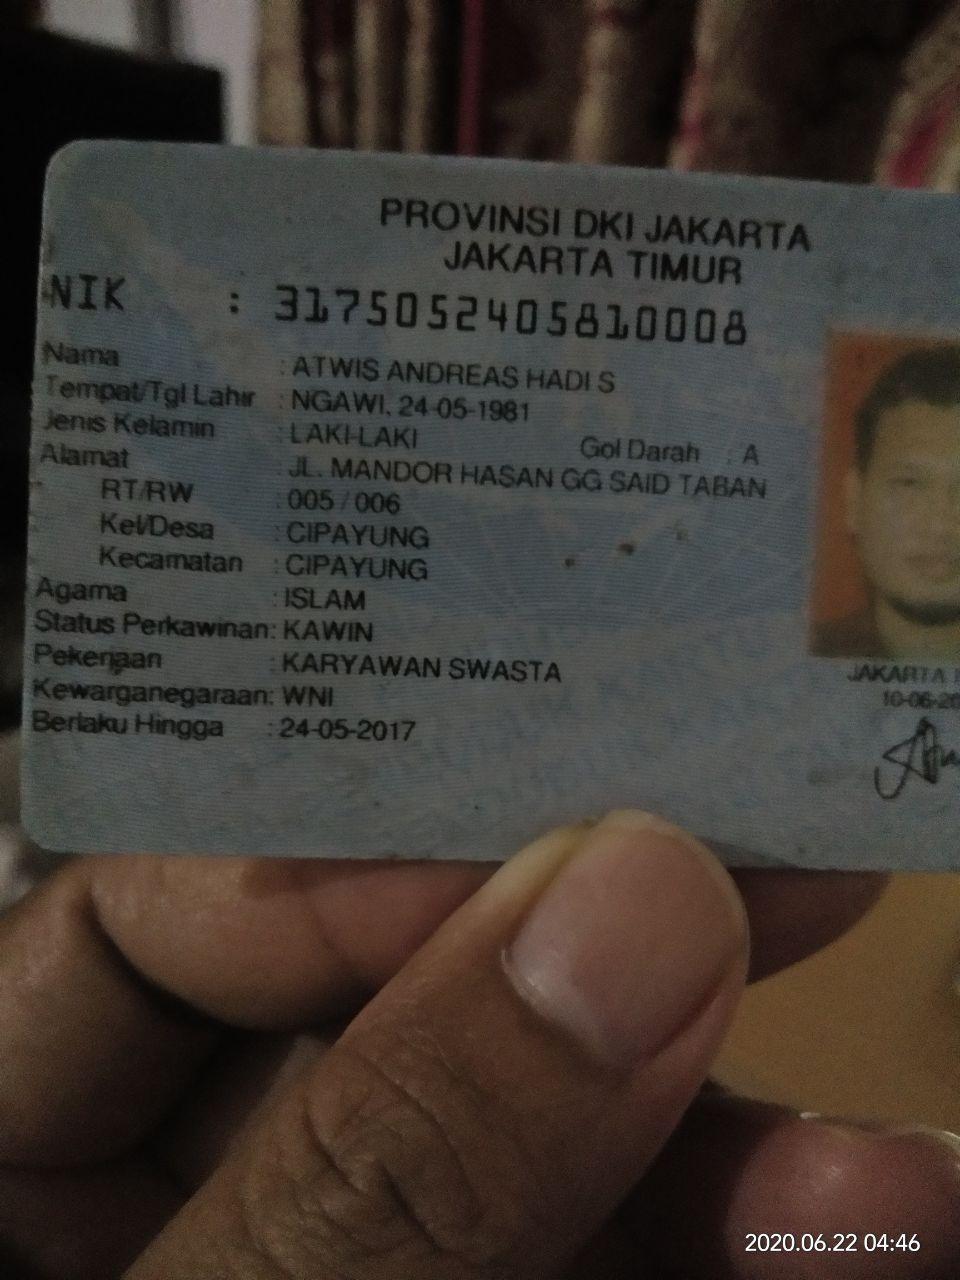 PROVINSI DKI JAKARTA
JAKARTA TIMUR
NIK : 3175052405810008
Nama : ATWIS ANDREAS HADI S
Tempat/Tgl Lahir : NGAWI, 24-05-1981
Jenis Kelamin : LAKI-LAKI Gol Darah : A
Alamat : JL. MANDOR HASAN GG SAID TABAN
RT/RW : 005 / 006
Kel/Desa : CIPAYUNG
Kecamatan : CIPAYUNG
Agama : ISLAM
Status Perkawinan: KAWIN
Pekerjaan : KARYAWAN SWASTA
Kewarganegaraan: WNI
Berlaku Hingga : 24-05-2017
JAKARTA
10-06-20
2020.06.22 04:46